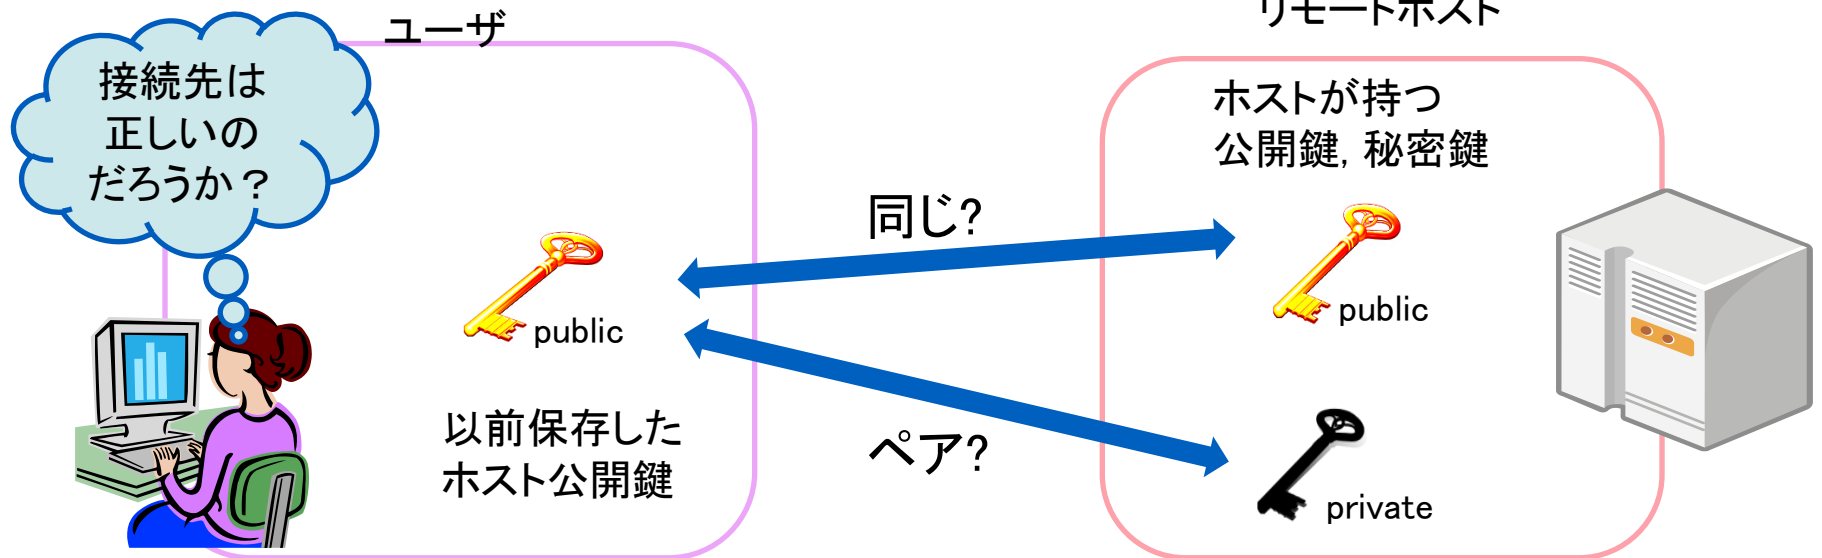 ユーザ
リモートホスト
接続先は
正しいの
だろうか？
ホストが持つ
公開鍵, 秘密鍵
同じ?
public
public
以前保存した
ホスト公開鍵
ペア?
private